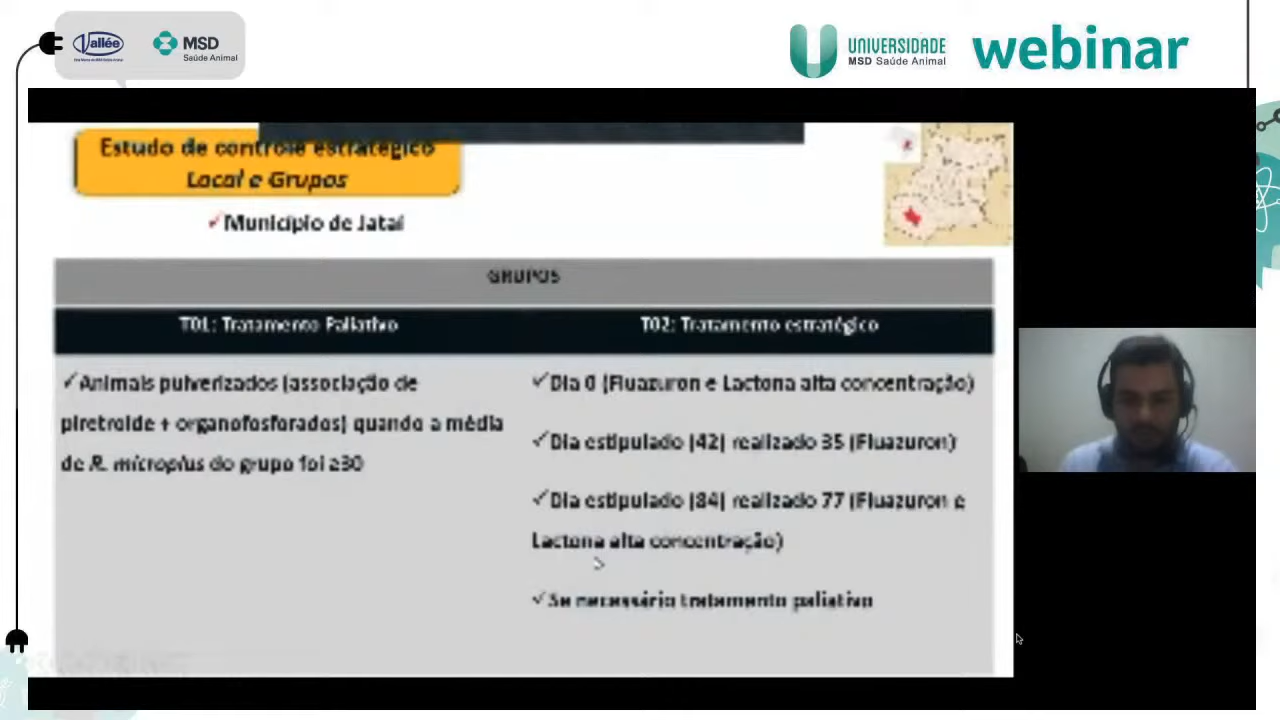 Vallée
MSD
Saúde Animal
UNIVERSIDADE
MSD Saúde Animal
webinar
Estudo de controle estratégico
Local e Grupos
✓Município de Jataí
GRUPOS
T01: Tratamento Paliativo
T02: Tratamento estratégico
✓Animais pulverizados (associação de
piretroide + organofosforados) quando a média
de R. microplus do grupo foi ≥30
✓Dia 0 (Fluazuron e Lactona alta concentração)
✓Dia estipulado (42) realizado 35 (Fluazuron)
✓Dia estipulado (84) realizado 77 (Fluazuron e
Lactona alta concentração)
✓Se necessário tratamento paliativo